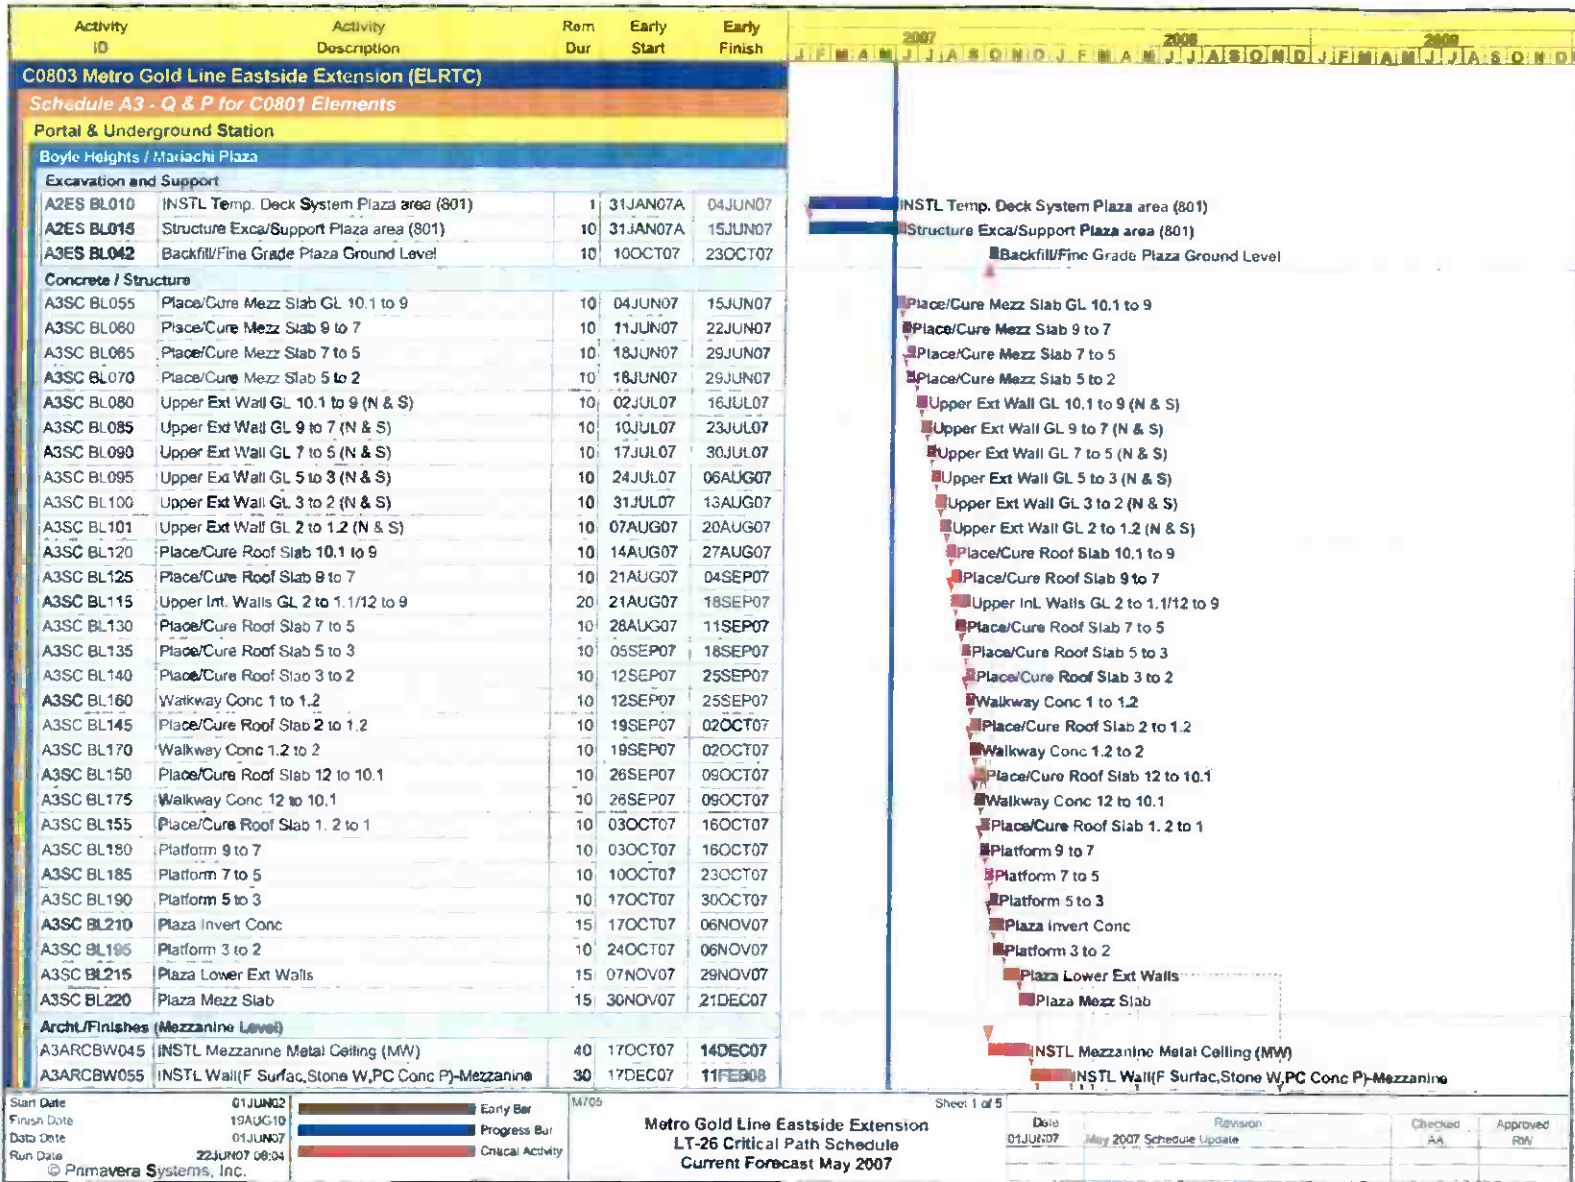 Activity Activity Rem Early Early
ID Description Dur Start Finish
2007 2008 2009
J F M A M J J A S O N D J F M A M J J A S O N D J F M A M J J A S O N D
C0803 Metro Gold Line Eastside Extension (ELRTC)
Schedule A3 - Q & P for C0801 Elements
Portal & Underground Station
Boyle Heights / Mariachi Plaza
Excavation and Support
A2ES BL010 INSTL Temp. Deck System Plaza area (801) 1 31JAN07A 04JUN07 INSTL Temp. Deck System Plaza area (801)
A2ES BL015 Structure Exca/Support Plaza area (801) 10 31JAN07A 15JUN07 Structure Exca/Support Plaza area (801)
A3ES BL042 Backfill/Fine Grade Plaza Ground Level 10 10OCT07 23OCT07 Backfill/Fine Grade Plaza Ground Level
Concrete / Structure
A3SC BL055 Place/Cure Mezz Slab GL 10.1 to 9 10 04JUN07 15JUN07 Place/Cure Mezz Slab GL 10.1 to 9
A3SC BL060 Place/Cure Mezz Slab 9 to 7 10 11JUN07 22JUN07 Place/Cure Mezz Slab 9 to 7
A3SC BL065 Place/Cure Mezz Slab 7 to 5 10 18JUN07 29JUN07 Place/Cure Mezz Slab 7 to 5
A3SC BL070 Place/Cure Mezz Slab 5 to 2 10 18JUN07 29JUN07 Place/Cure Mezz Slab 5 to 2
A3SC BL080 Upper Ext Wall GL 10.1 to 9 (N & S) 10 02JUL07 16JUL07 Upper Ext Wall GL 10.1 to 9 (N & S)
A3SC BL085 Upper Ext Wall GL 9 to 7 (N & S) 10 10JUL07 23JUL07 Upper Ext Wall GL 9 to 7 (N & S)
A3SC BL090 Upper Ext Wall GL 7 to 5 (N & S) 10 17JUL07 30JUL07 Upper Ext Wall GL 7 to 5 (N & S)
A3SC BL095 Upper Ext Wall GL 5 to 3 (N & S) 10 24JUL07 06AUG07 Upper Ext Wall GL 5 to 3 (N & S)
A3SC BL100 Upper Ext Wall GL 3 to 2 (N & S) 10 31JUL07 13AUG07 Upper Ext Wall GL 3 to 2 (N & S)
A3SC BL101 Upper Ext Wall GL 2 to 1.2 (N & S) 10 07AUG07 20AUG07 Upper Ext Wall GL 2 to 1.2 (N & S)
A3SC BL120 Place/Cure Roof Slab 10.1 to 9 10 14AUG07 27AUG07 Place/Cure Roof Slab 10.1 to 9
A3SC BL125 Place/Cure Roof Slab 9 to 7 10 21AUG07 04SEP07 Place/Cure Roof Slab 9 to 7
A3SC BL115 Upper Int. Walls GL 2 to 1.1/12 to 9 20 21AUG07 18SEP07 Upper Int. Walls GL 2 to 1.1/12 to 9
A3SC BL130 Place/Cure Roof Slab 7 to 5 10 28AUG07 11SEP07 Place/Cure Roof Slab 7 to 5
A3SC BL135 Place/Cure Roof Slab 5 to 3 10 05SEP07 18SEP07 Place/Cure Roof Slab 5 to 3
A3SC BL140 Place/Cure Roof Slab 3 to 2 10 12SEP07 25SEP07 Place/Cure Roof Slab 3 to 2
A3SC BL160 Walkway Conc 1 to 1.2 10 12SEP07 25SEP07 Walkway Conc 1 to 1.2
A3SC BL145 Place/Cure Roof Slab 2 to 1.2 10 19SEP07 02OCT07 Place/Cure Roof Slab 2 to 1.2
A3SC BL170 Walkway Conc 1.2 to 2 10 19SEP07 02OCT07 Walkway Conc 1.2 to 2
A3SC BL150 Place/Cure Roof Slab 12 to 10.1 10 26SEP07 09OCT07 Place/Cure Roof Slab 12 to 10.1
A3SC BL175 Walkway Conc 12 to 10.1 10 26SEP07 09OCT07 Walkway Conc 12 to 10.1
A3SC BL155 Place/Cure Roof Slab 1. 2 to 1 10 03OCT07 16OCT07 Place/Cure Roof Slab 1. 2 to 1
A3SC BL180 Platform 9 to 7 10 03OCT07 16OCT07 Platform 9 to 7
A3SC BL185 Platform 7 to 5 10 10OCT07 23OCT07 Platform 7 to 5
A3SC BL190 Platform 5 to 3 10 17OCT07 30OCT07 Platform 5 to 3
A3SC BL210 Plaza Invert Conc 15 17OCT07 06NOV07 Plaza Invert Conc
A3SC BL195 Platform 3 to 2 10 24OCT07 06NOV07 Platform 3 to 2
A3SC BL215 Plaza Lower Ext Walls 15 07NOV07 29NOV07 Plaza Lower Ext Walls
A3SC BL220 Plaza Mezz Slab 15 30NOV07 21DEC07 Plaza Mezz Slab
Archt./Finishes (Mezzanine Level)
A3ARCBW045 INSTL Mezzanine Metal Ceiling (MW) 40 17OCT07 14DEC07 INSTL Mezzanine Metal Ceiling (MW)
A3ARCBW055 INSTL Wall(F Surfac,Stone W,PC Conc P)-Mezzanine 30 17DEC07 11FEB08 INSTL Wall(F Surfac,Stone W,PC Conc P)-Mezzanine
Start Date 01JUN02
Finish Date 19AUG10
Data Date 01JUN07
Run Date 22JUN07 08:04
© Primavera Systems, Inc.
Early Bar
Progress Bar
Critical Activity
M705 Sheet 1 of 5
Metro Gold Line Eastside Extension
LT-26 Critical Path Schedule
Current Forecast May 2007
Date Revision Checked Approved
01JUN07 May 2007 Schedule Update AA RW